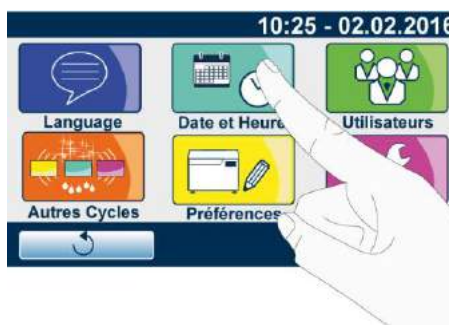 10:25 - 02.02.2016
Language
Date et Heure
Utilisateurs
Autres Cycles
Préférences